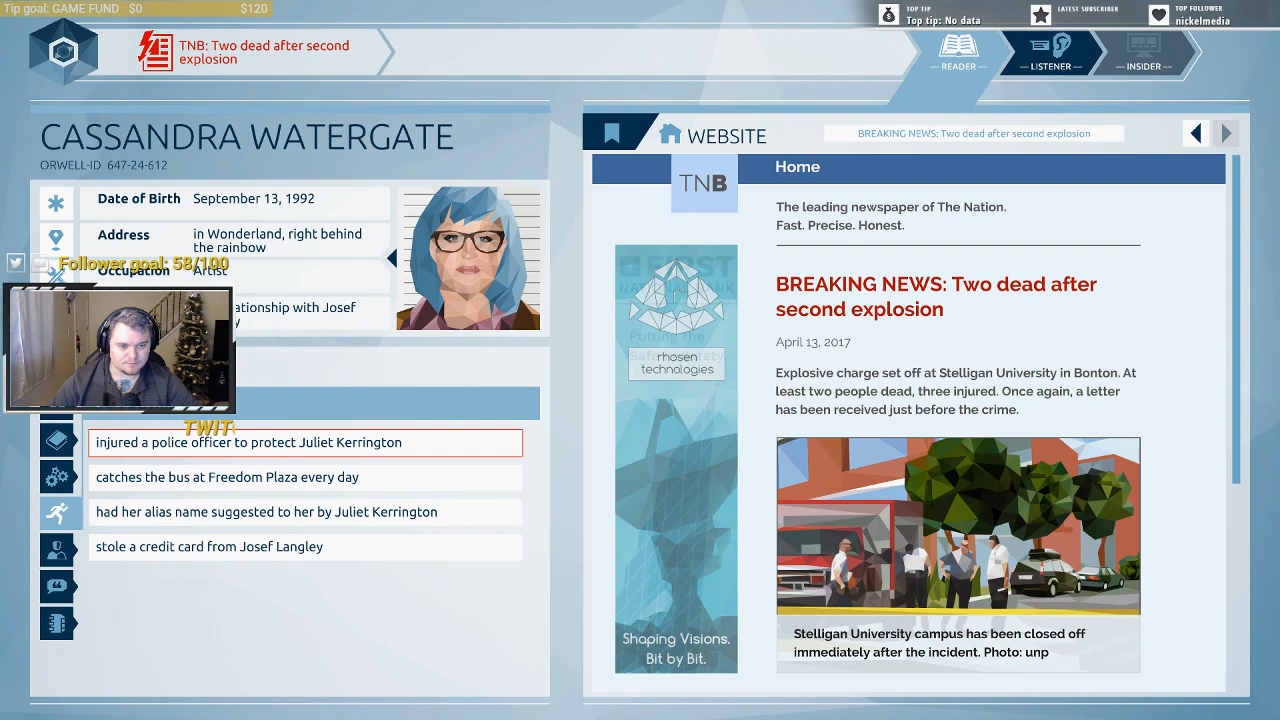 Tip goal: GAME FUND $0 $120
TOP TIP
Top tip: No data
LATEST SUBSCRIBER
TOP FOLLOWER
nickelmedia
TNB: Two dead after second
explosion
— READER —
— LISTENER —
— INSIDER —
CASSANDRA WATERGATE
ORWELL-ID 647-24-612
Date of Birth September 13, 1992
Address in Wonderland, right behind
the rainbow
Occupation Artist
Follower goal: 58/100
ationship with Josef
y
TWIT
injured a police officer to protect Juliet Kerrington
catches the bus at Freedom Plaza every day
had her alias name suggested to her by Juliet Kerrington
stole a credit card from Josef Langley
WEBSITE
BREAKING NEWS: Two dead after second explosion
TNB
Home
The leading newspaper of The Nation.
Fast. Precise. Honest.
BREAKING NEWS: Two dead after
second explosion
April 13, 2017
Explosive charge set off at Stelligan University in Bonton. At
least two people dead, three injured. Once again, a letter
has been received just before the crime.
FIRST
Putting the
rhosen
technologies
Shaping Visions.
Bit by Bit.
Stelligan University campus has been closed off
immediately after the incident. Photo: unp